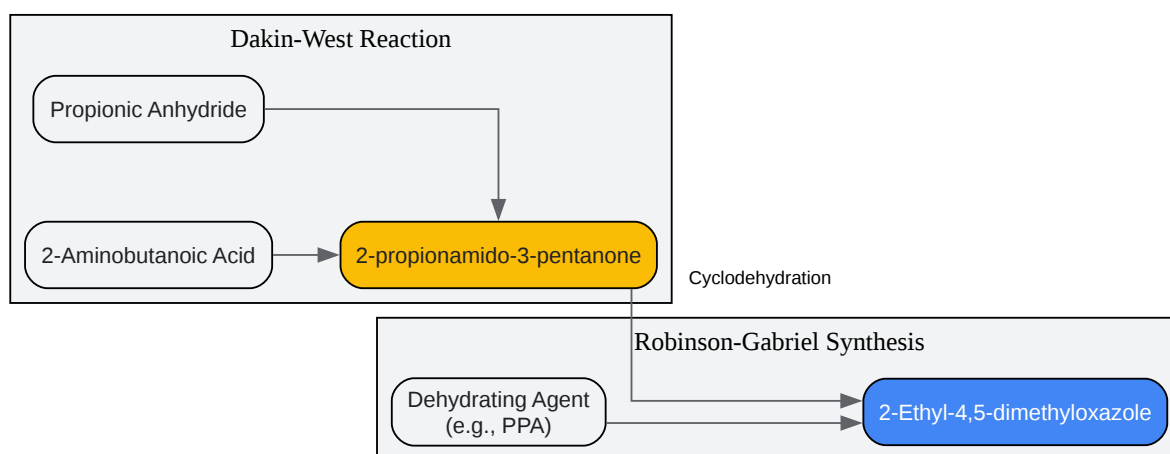 Dakin-West Reaction
Propionic Anhydride
2-Aminobutanoic Acid
2-propionamido-3-pentanone
Cyclodehydration
Robinson-Gabriel Synthesis
Dehydrating Agent
(e.g., PPA)
2-Ethyl-4,5-dimethyloxazole